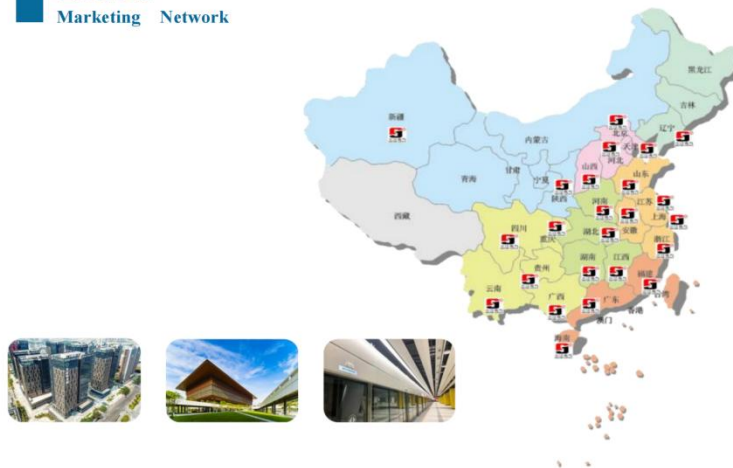 Marketing Network
黑龙江
吉林
新疆
辽宁
北京
内蒙古
天津
河北
甘肃
山西
山东
青海
宁夏
陕西
河南
江苏
西藏
上海
四川
湖北
安徽
重庆
浙江
湖南
江西
贵州
福建
云南
台湾
广西
广东
香港
澳门
海南